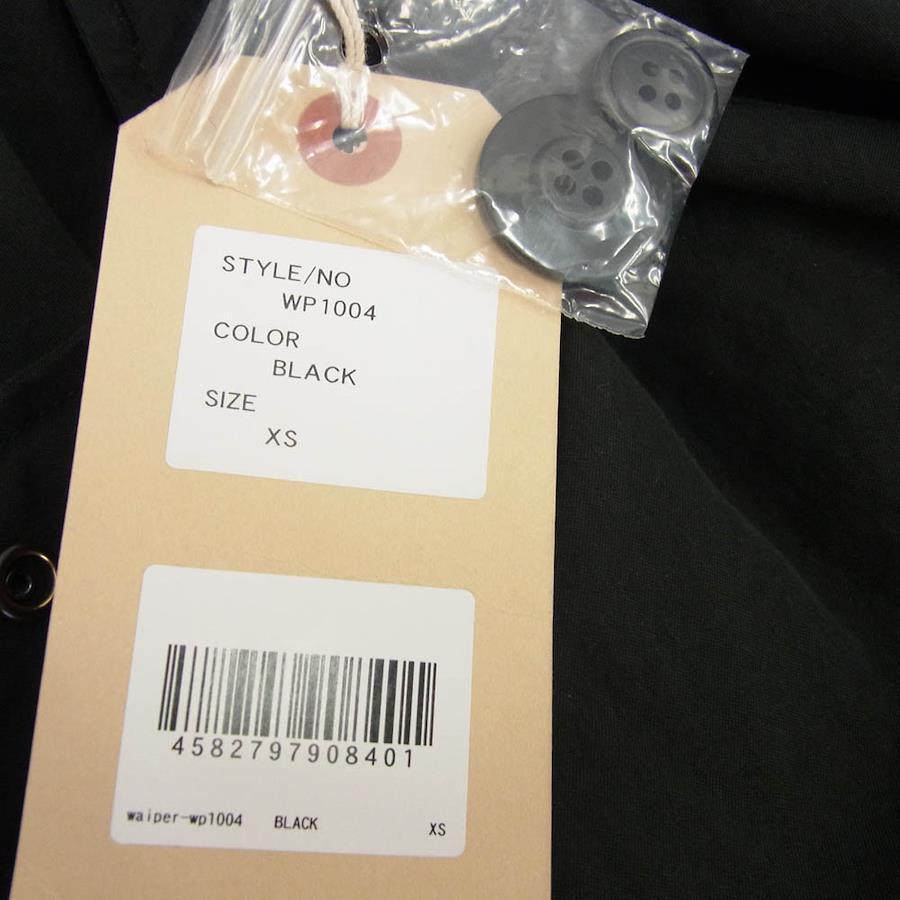 STYLE/NO
WP1004
COLOR
BLACK
SIZE
XS
4582797908401
waiper-wp1004 BLACK XS